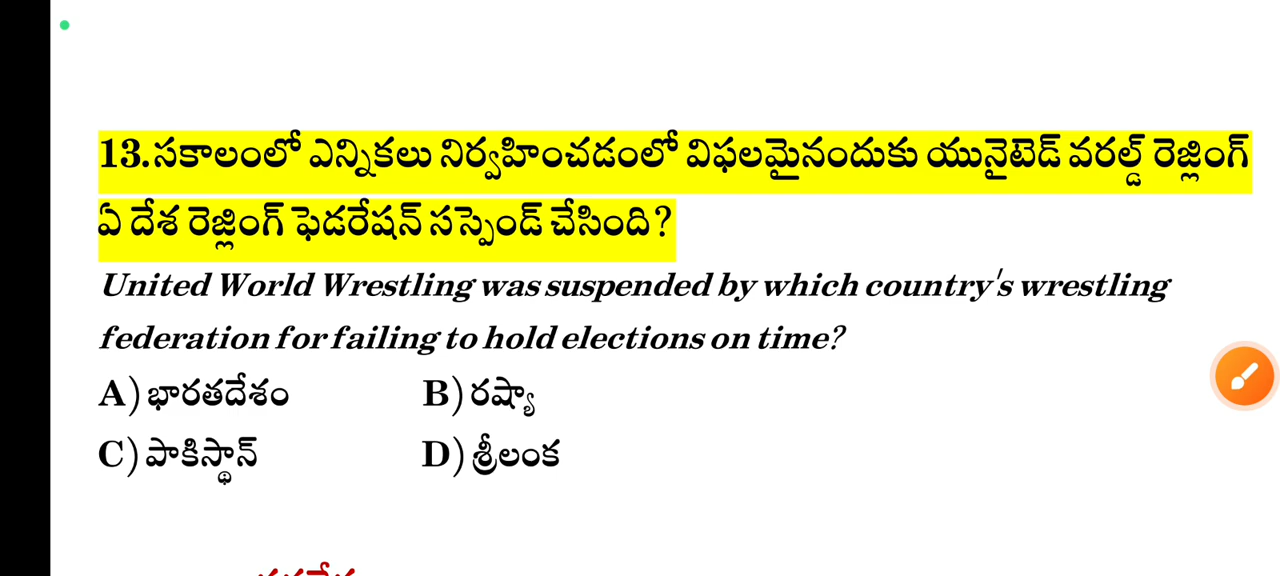 13.సకాలంలో ఎన్నికలు నిర్వహించడంలో విఫలమైనందుకు యునైటెడ్ వరల్డ్ రెజ్లింగ్
ఏ దేశ రెజ్లింగ్ ఫెడరేషన్ సస్పెండ్ చేసింది?
United World Wrestling was suspended by which country's wrestling
federation for failing to hold elections on time?
A) భారతదేశం B) రష్యా
C) పాకిస్థాన్ D) శ్రీలంక